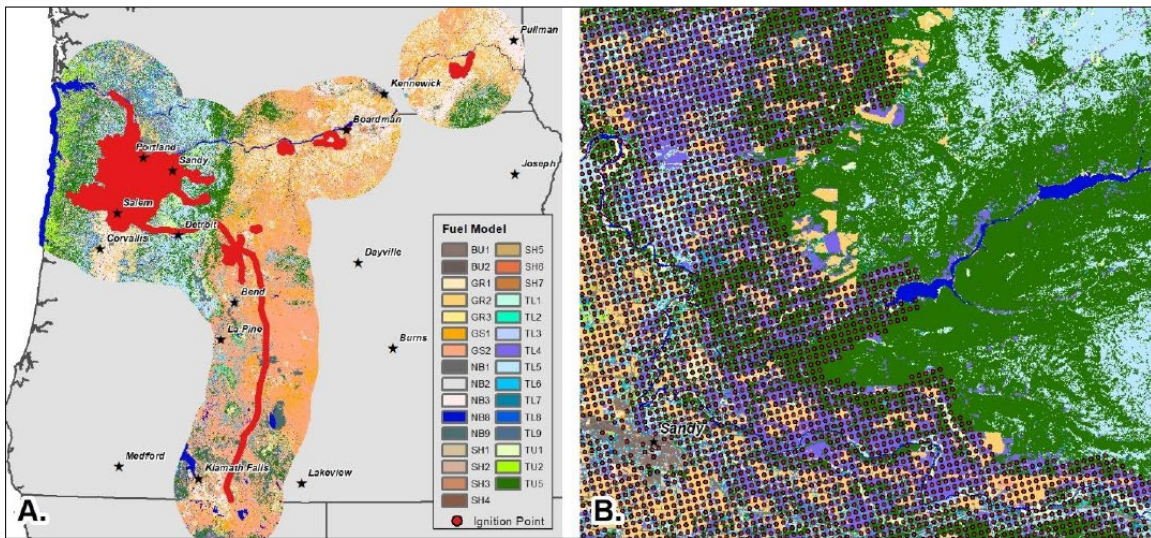 Pullman
Kennewick
Boardman
Portland
Sandy
Joseph
Salem
Detroit
Corvallis
Dayville
Bend
La Pine
Burns
Medford
Klamath Falls
Lakeview
Fuel Model
BU1 SH5
BU2 SH6
GR1 SH7
GR2 TL1
GR3 TL2
GS1 TL3
GS2 TL4
NB1 TL5
NB2 TL6
NB3 TL7
NB8 TL8
NB9 TL9
SH1 TU1
SH2 TU2
SH3 TU5
SH4
Ignition Point
A.
Sandy
B.